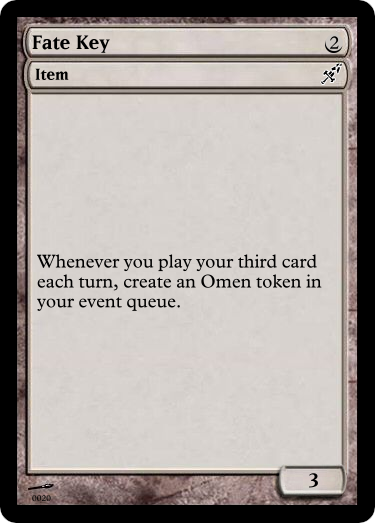 Fate Key 2
Item
Whenever you play your third card
each turn, create an Omen token in
your event queue.
3
0020